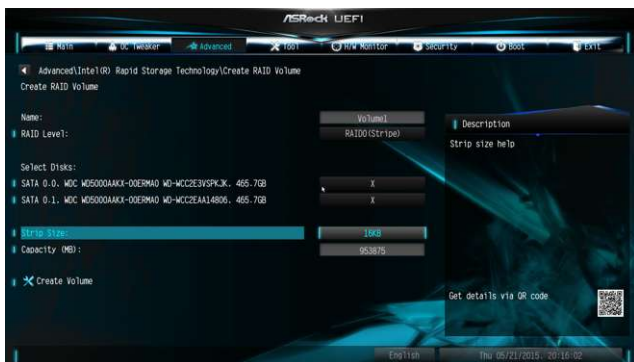 ASRock UEFI
Main OC Tweaker Advanced Tool H/W Monitor Security Boot Exit
Advanced\Intel(R) Rapid Storage Technology\Create RAID Volume
Create RAID Volume
Name: Volume1
RAID Level: RAID0(Stripe)
Select Disks:
SATA 0.0. WDC WD5000AAKX-00ERMA0 WD-WCC2E3VSPKJK. 465.7GB X
SATA 0.1. WDC WD5000AAKX-00ERMA0 WD-WCC2EAA14806. 465.7GB X
Strip Size: 16KB
Capacity (MB): 953875
Create Volume
Description
Strip size help
Get details via QR code
English Thu 05/21/2015. 20:16:02